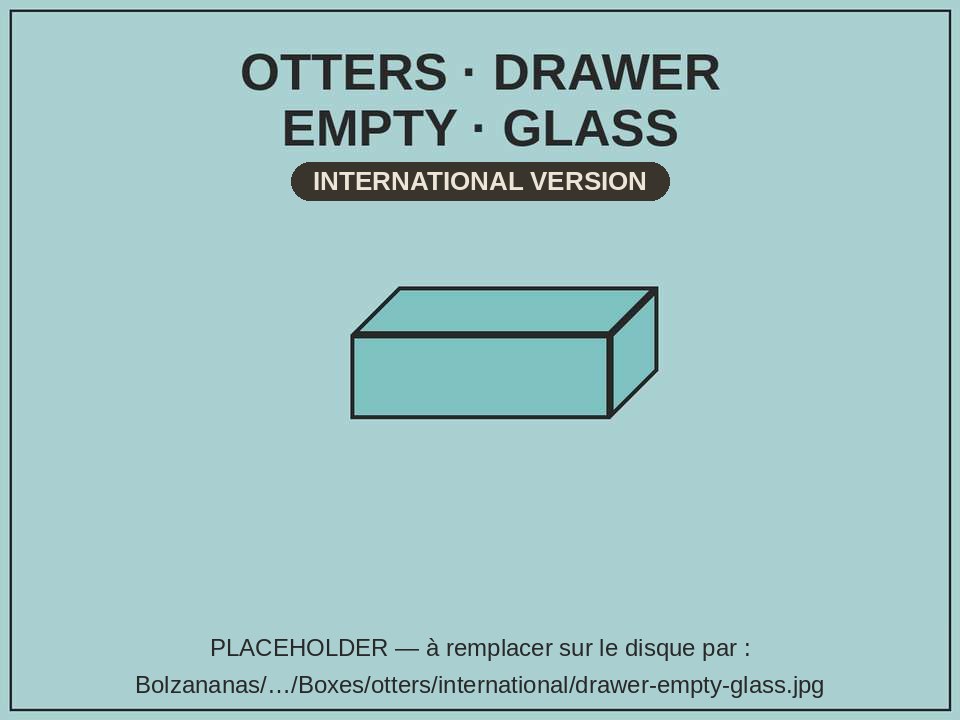 OTTERS · DRAWER
EMPTY · GLASS
INTERNATIONAL VERSION
PLACEHOLDER — à remplacer sur le disque par :
Bolzananas/…/Boxes/otters/international/drawer-empty-glass.jpg